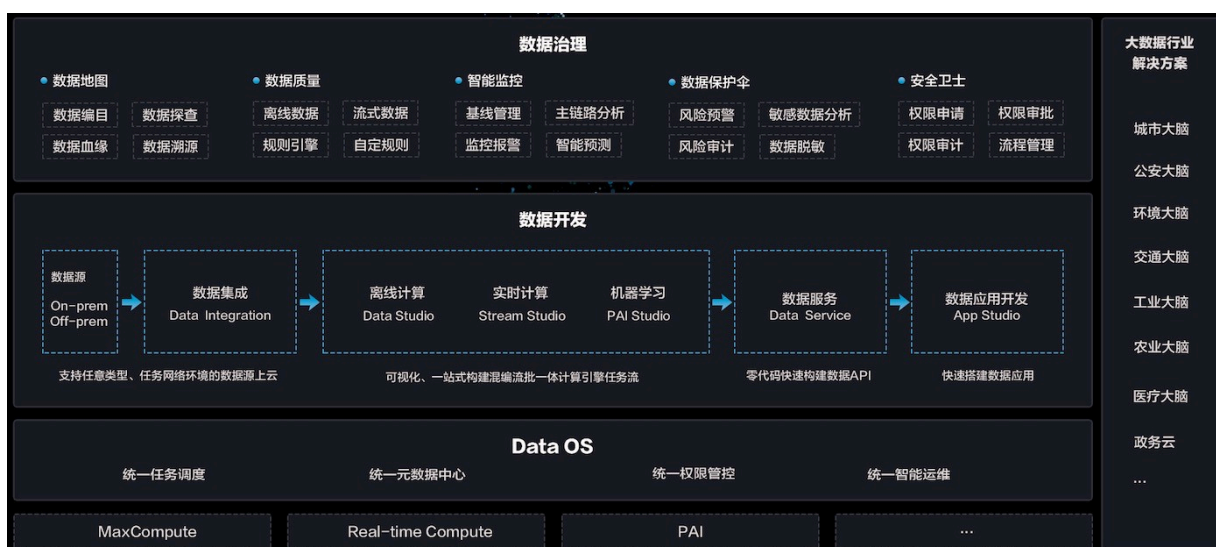 数据治理
数据地图
数据编目 数据探查
数据血缘 数据溯源
数据质量
离线数据 流式数据
规则引擎 自定规则
智能监控
基线管理 主链路分析
监控报警 智能预测
数据保护伞
风险预警 敏感数据分析
风险审计 数据脱敏
安全卫士
权限申请 权限审批
权限审计 流程管理
数据开发
数据源
On-prem
Off-prem
数据集成
Data Integration
离线计算 实时计算 机器学习
Data Studio Stream Studio PAI Studio
数据服务
Data Service
数据应用开发
App Studio
支持任意类型、任务网络环境的数据源上云
可视化、一站式构建混编流批一体计算引擎任务流
零代码快速构建数据API
快速搭建数据应用
Data OS
统一任务调度 统一元数据中心 统一权限管控 统一智能运维
MaxCompute Real-time Compute PAI ...
大数据行业
解决方案
城市大脑
公安大脑
环境大脑
交通大脑
工业大脑
农业大脑
医疗大脑
政务云
...